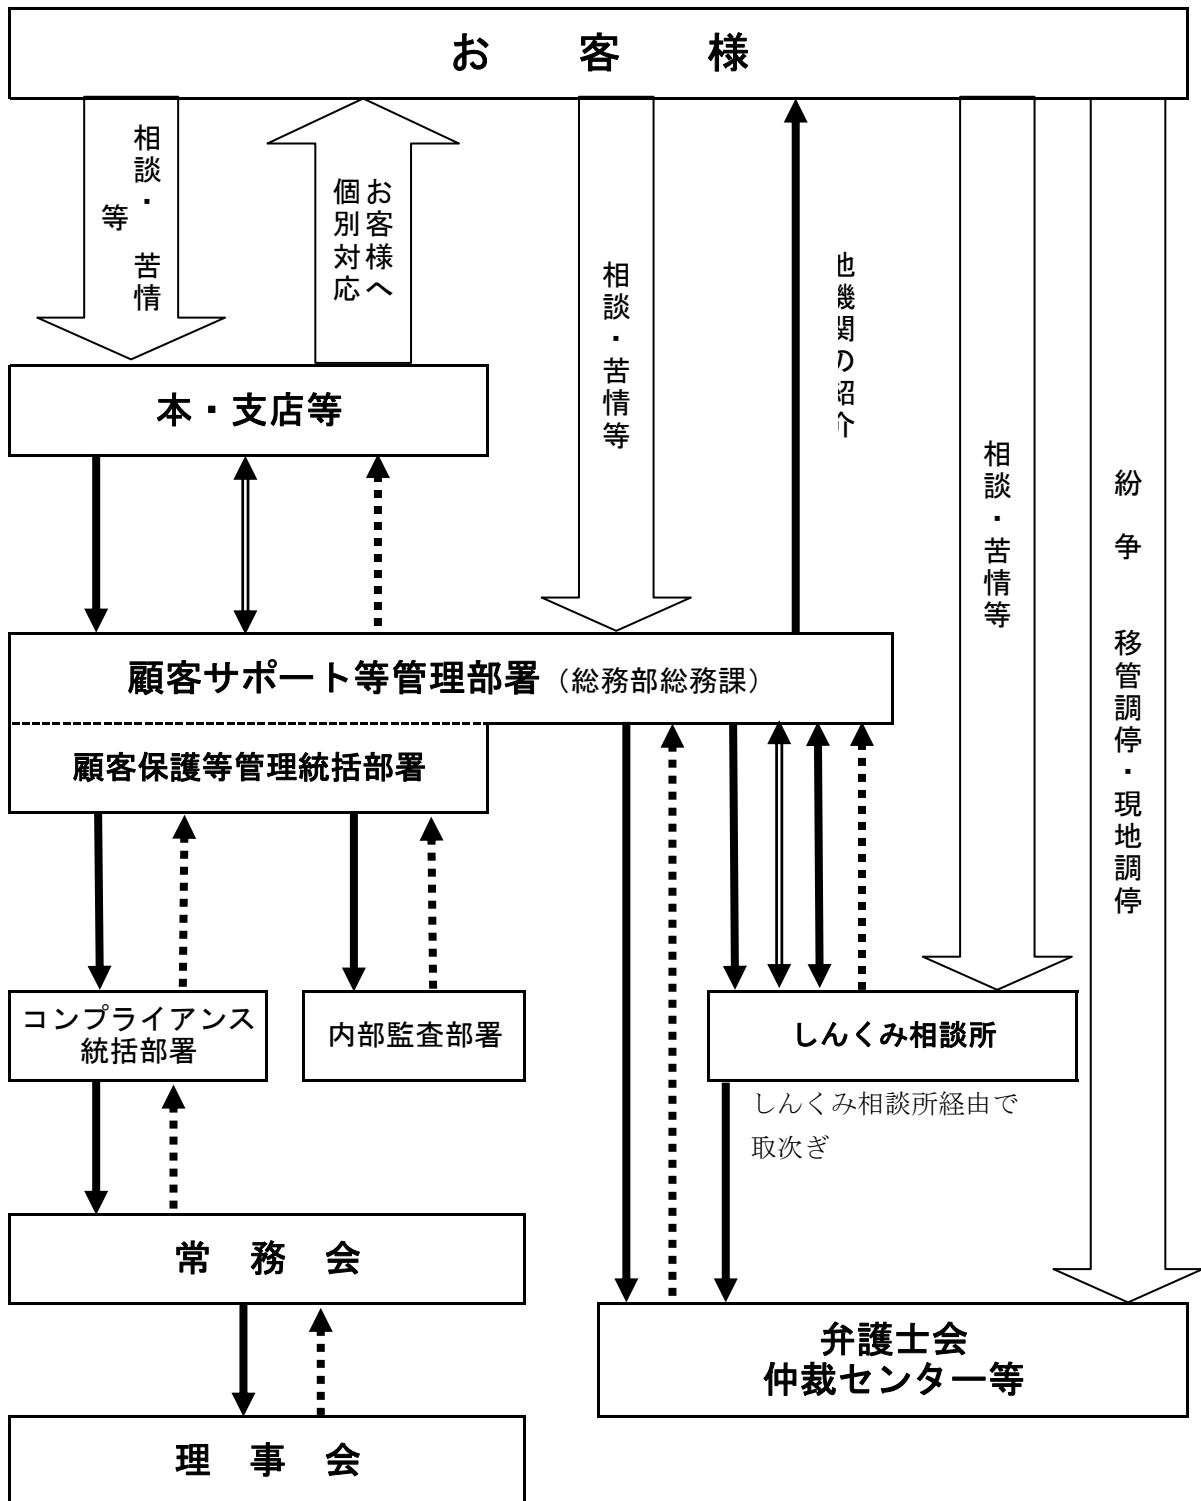 お客様
相談・苦情
等
お客様へ
個別対応
相談・苦情等
他機関の紹介
相談・苦情等
紛争 移管調停・現地調停
本・支店等
顧客サポート等管理部署（総務部総務課）
顧客保護等管理統括部署
コンプライアンス
統括部署
内部監査部署
しんくみ相談所
しんくみ相談所経由で
取次ぎ
常務会
弁護士会
仲裁センター等
理事会